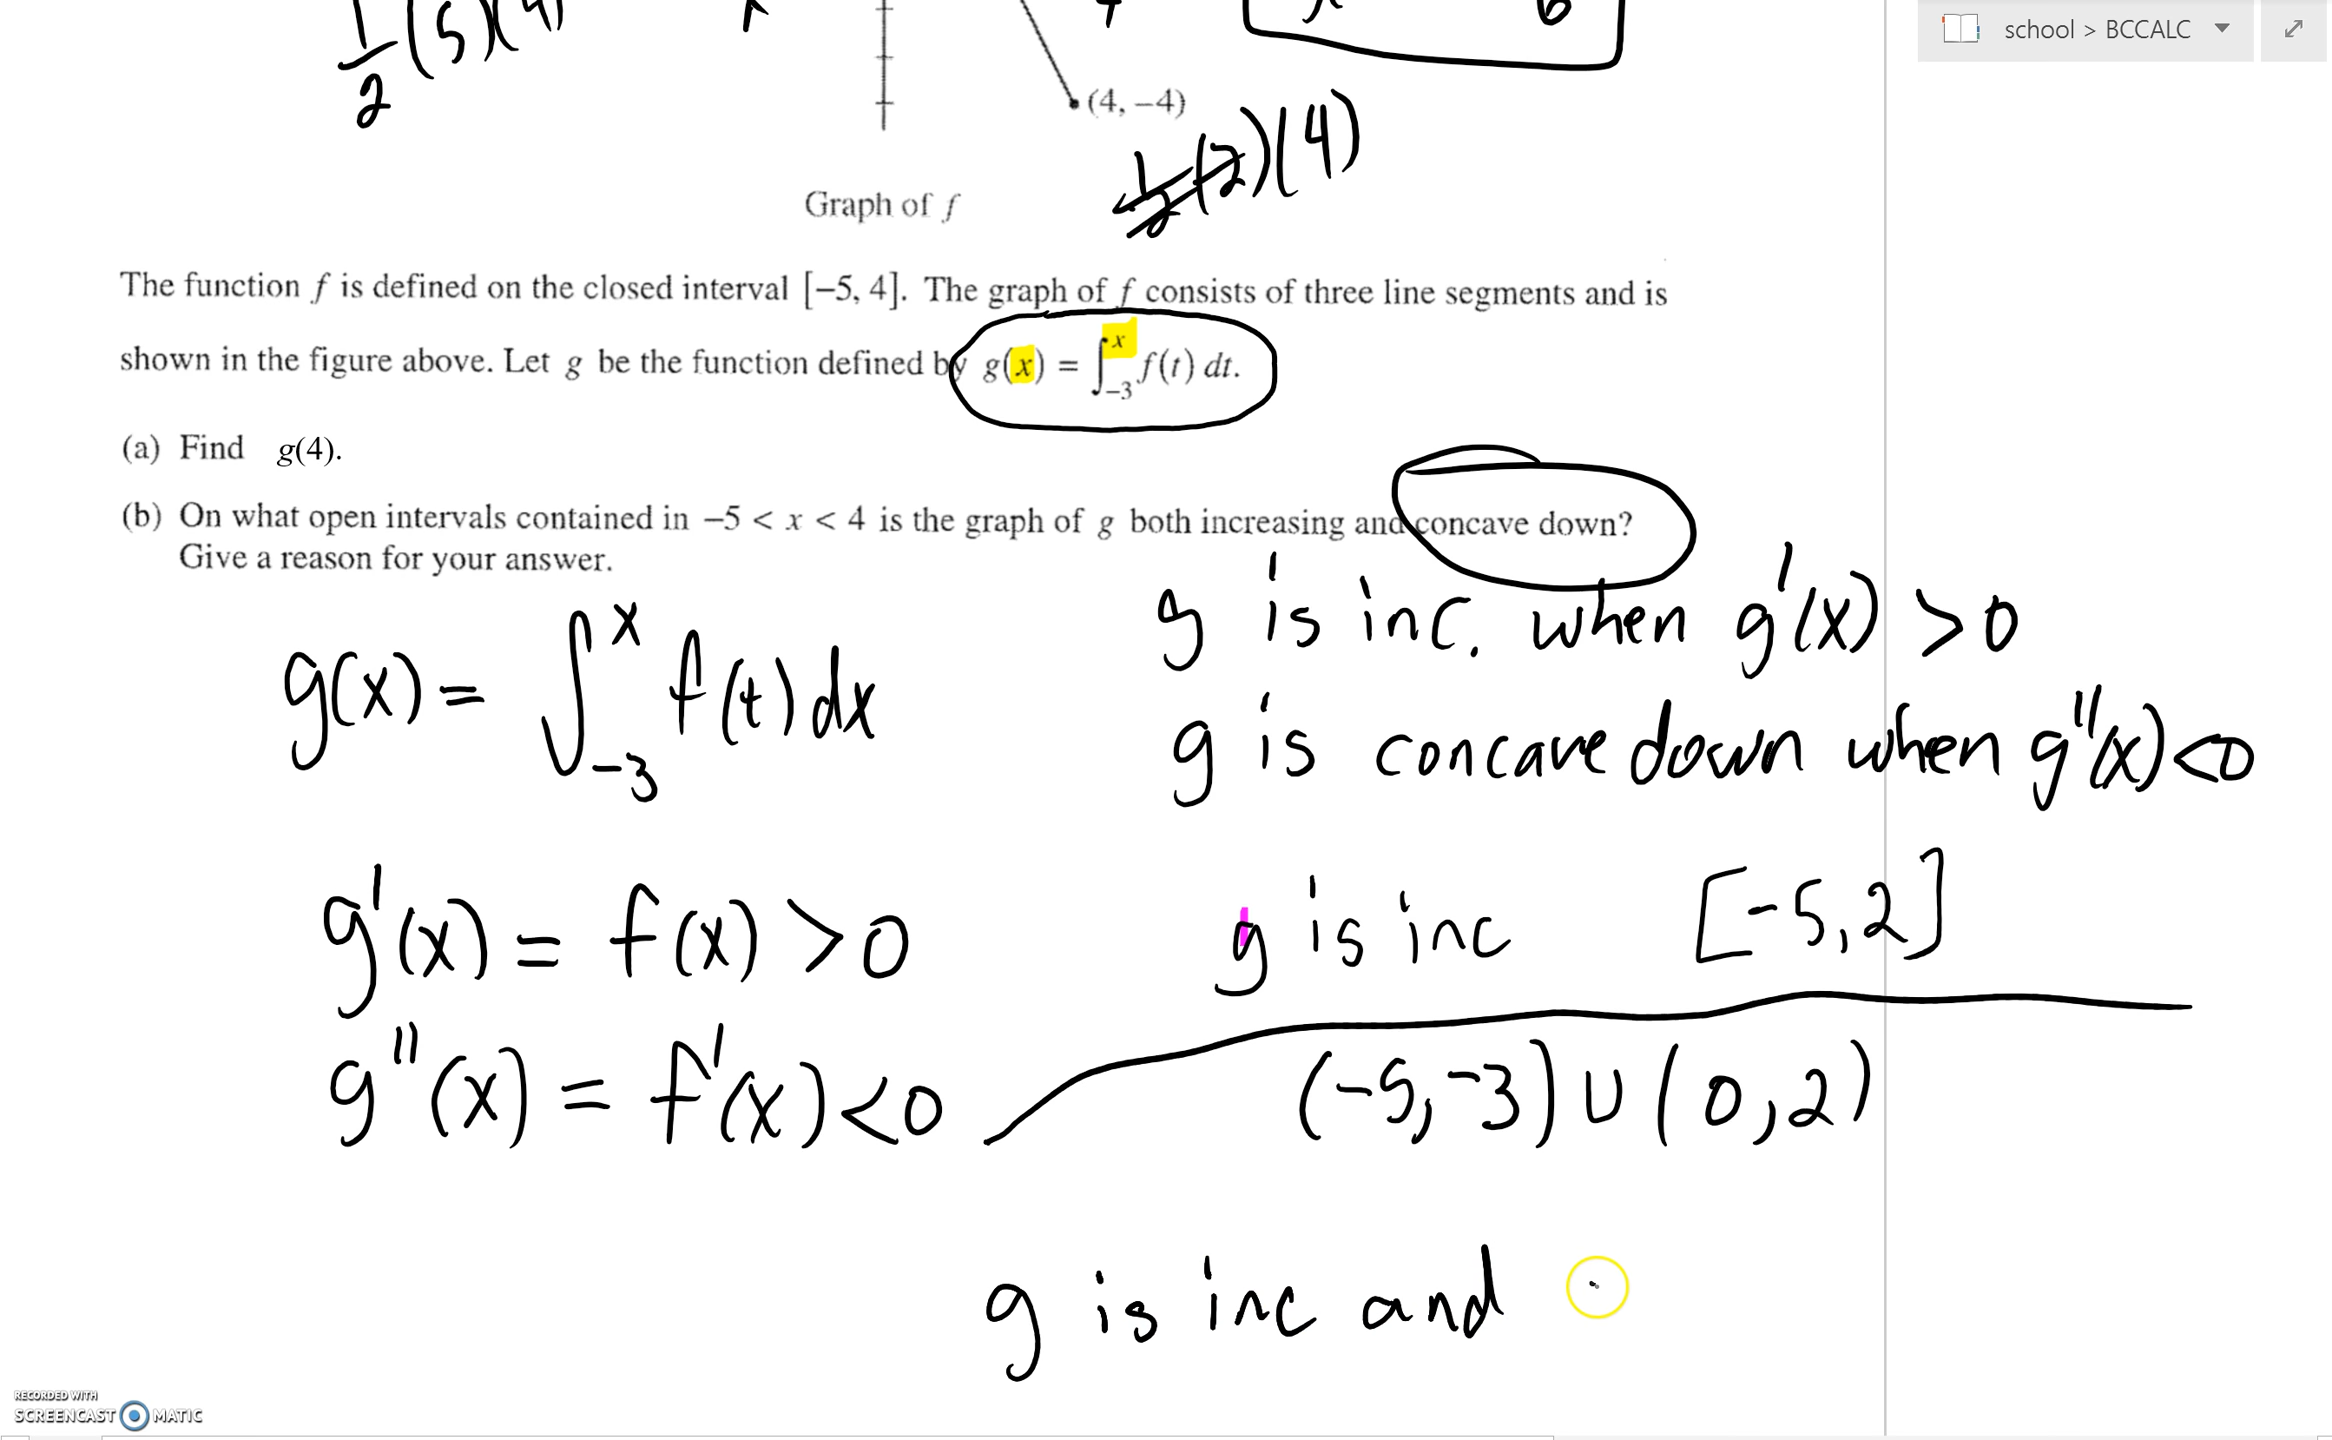 1/2 (5)(4)
school > BCCALC
(4, −4)
(2)(4)
Graph of f
The function f is defined on the closed interval [−5, 4]. The graph of f consists of three line segments and is
shown in the figure above. Let g be the function defined by g(x) = ∫₋₃ˣ f(t) dt.
(a) Find g(4).
(b) On what open intervals contained in −5 < x < 4 is the graph of g both increasing and concave down?
Give a reason for your answer.
g is inc. when g'(x) > 0
g(x) = ∫₋₃ˣ f(t) dx
g is concave down when g''(x) < 0
g'(x) = f(x) > 0
g is inc [-5,2]
g''(x) = f'(x) < 0
(-5,-3) U (0,2)
g is inc and
RECORDED WITH
SCREENCAST MATIC